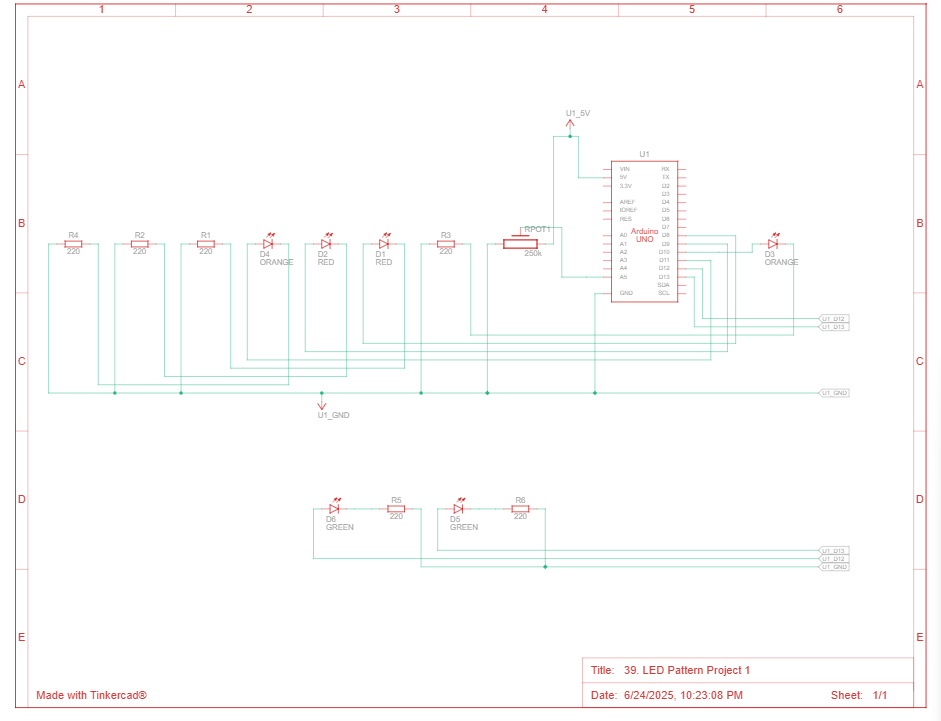 1 2 3 4 5 6
A A
U1_5V
U1
VIN RX
5V TX
3.3V D2
D3
AREF D4
IOREF D5
RES D6
D7
A0 D8
A1 D9
A2 D10
A3 D11
A4 D12
A5 D13
SDA
GND SCL
Arduino
UNO
B B
R4
220
R2
220
R1
220
D4
ORANGE
D2
RED
D1
RED
R3
220
RPOT1
250k
D3
ORANGE
U1_D12
U1_D13
C C
U1_GND
U1_GND
D D
D6
GREEN
R5
220
D5
GREEN
R6
220
U1_D13
U1_D12
U1_GND
E E
Title: 39. LED Pattern Project 1
Made with Tinkercad®
Date: 6/24/2025, 10:23:08 PM Sheet: 1/1